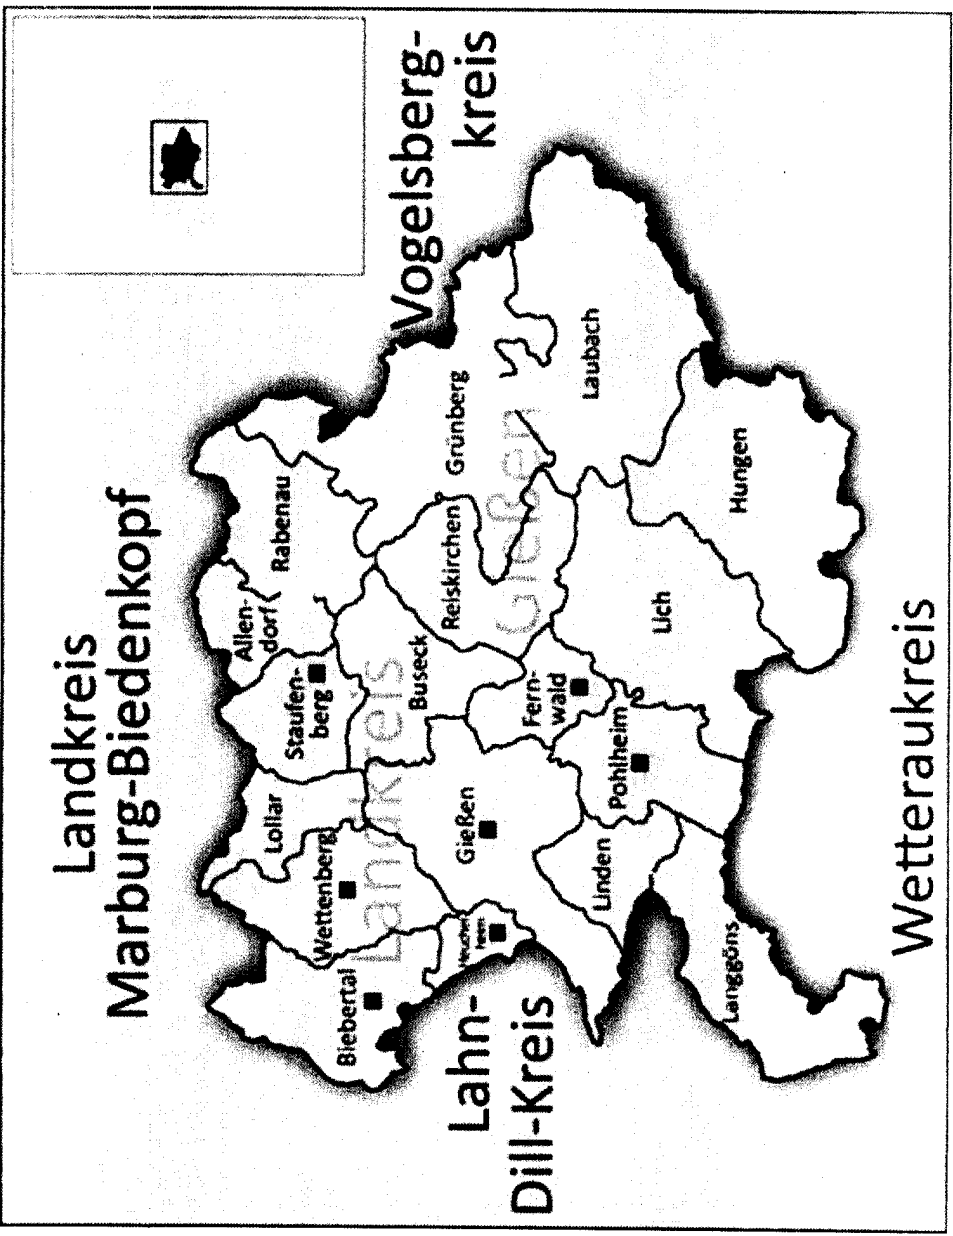 Landkreis
Marburg-Biedenkopf
Vogelsberg-
kreis
Lahn-
Dill-Kreis
Wetteraukreis
Landkreis
Gießen
Biebertal
Wettenberg
Lollar
Staufen-
berg
Allen-
dorf
Rabenau
Buseck
Reiskirchen
Grünberg
Gießen
Fern-
wald
Laubach
Linden
Pohlheim
Lich
Hungen
Langgöns